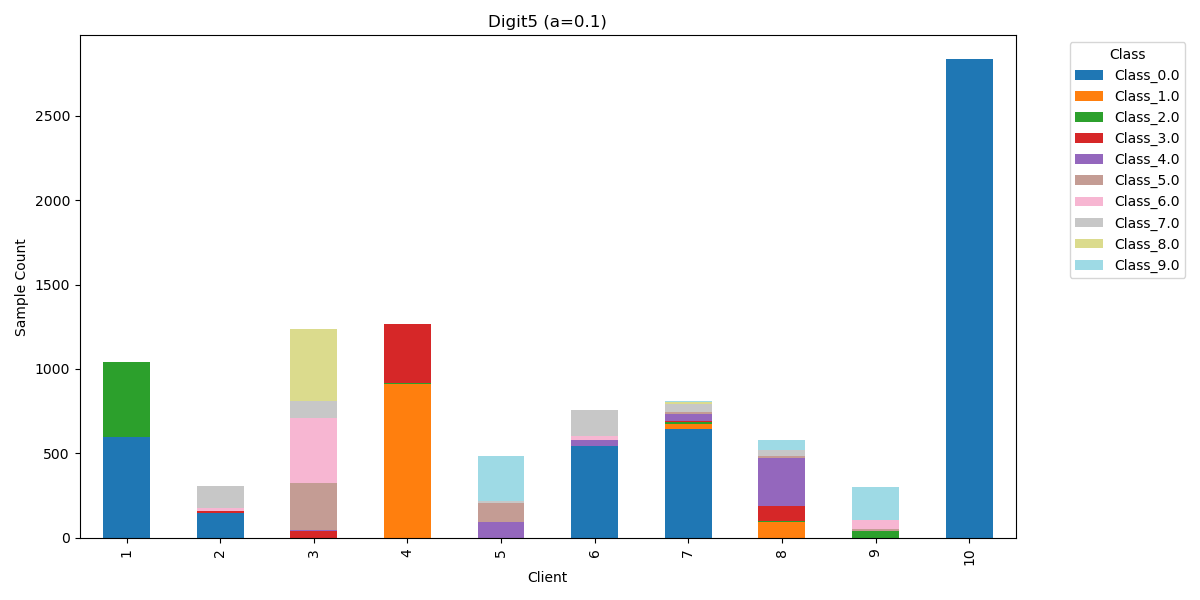 Digit5 (a=0.1)
Sample Count
2500
2000
1500
1000
500
0
1
2
3
4
5
6
7
8
9
10
Client
Class
Class_0.0
Class_1.0
Class_2.0
Class_3.0
Class_4.0
Class_5.0
Class_6.0
Class_7.0
Class_8.0
Class_9.0